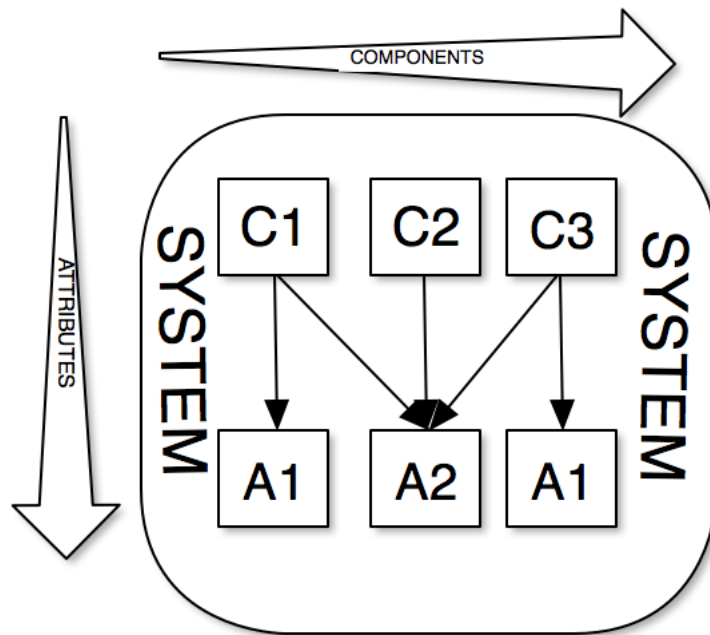 COMPONENTS
ATTRIBUTES
SYSTEM
C1 C2 C3
SYSTEM
A1 A2 A1